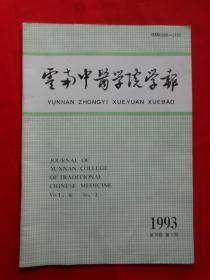 云南中医学院学报
YUNNAN ZHONGYI XUEYUAN XUEBAO
JOURNAL OF
YUNNAN COLLEGE
OF TRADITIONAL
CHINESE MEDICINE
1993